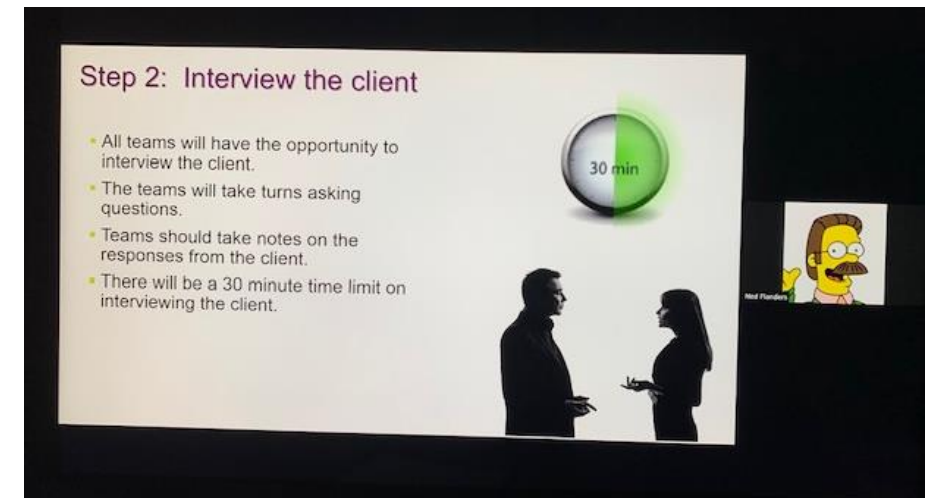 Step 2: Interview the client
All teams will have the opportunity to
interview the client.
The teams will take turns asking
questions.
Teams should take notes on the
responses from the client.
There will be a 30 minute time limit on
interviewing the client.
30 min
Ned Flanders